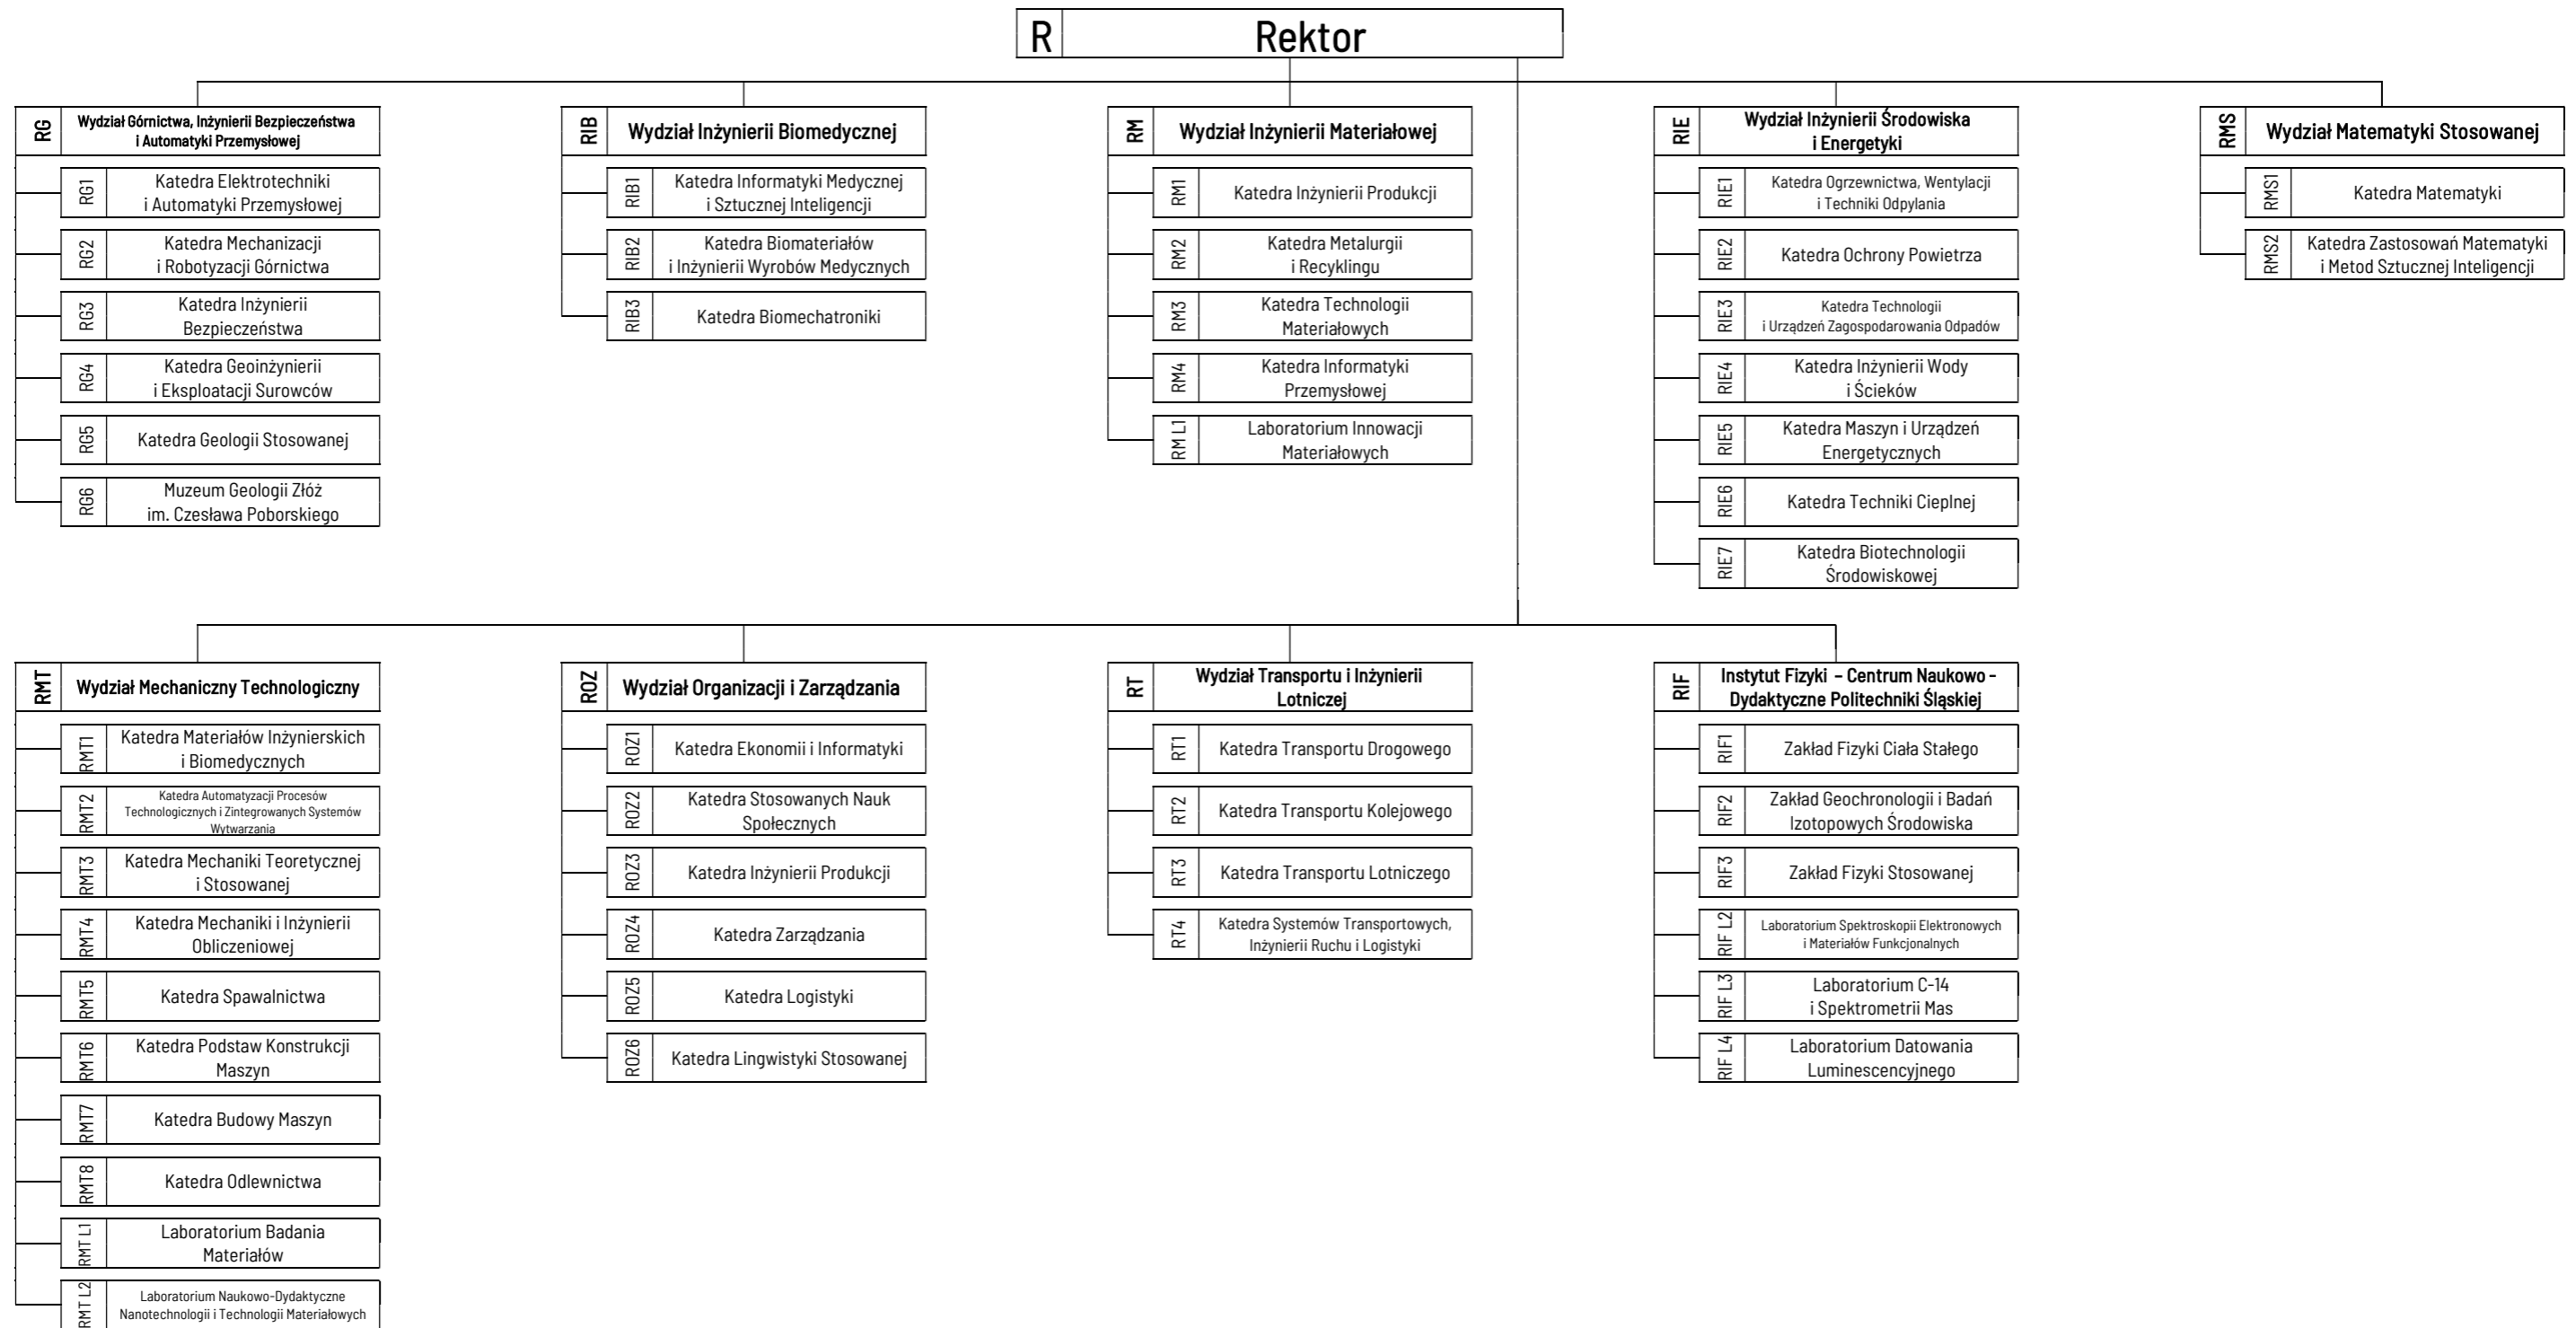 R Rektor
RG Wydział Górnictwa, Inżynierii Bezpieczeństwa
i Automatyki Przemysłowej
RG1 Katedra Elektrotechniki
i Automatyki Przemysłowej
RG2 Katedra Mechanizacji
i Robotyzacji Górnictwa
RG3 Katedra Inżynierii
Bezpieczeństwa
RG4 Katedra Geoinżynierii
i Eksploatacji Surowców
RG5 Katedra Geologii Stosowanej
RG6 Muzeum Geologii Złóż
im. Czesława Poborskiego
RIB Wydział Inżynierii Biomedycznej
RIB1 Katedra Informatyki Medycznej
i Sztucznej Inteligencji
RIB2 Katedra Biomateriałów
i Inżynierii Wyrobów Medycznych
RIB3 Katedra Biomechatroniki
RM Wydział Inżynierii Materiałowej
RM1 Katedra Inżynierii Produkcji
RM2 Katedra Metalurgii
i Recyklingu
RM3 Katedra Technologii
Materiałowych
RM4 Katedra Informatyki
Przemysłowej
RM L1 Laboratorium Innowacji
Materiałowych
RIE Wydział Inżynierii Środowiska
i Energetyki
RIE1 Katedra Ogrzewnictwa, Wentylacji
i Techniki Odpylania
RIE2 Katedra Ochrony Powietrza
RIE3 Katedra Technologii
i Urządzeń Zagospodarowania Odpadów
RIE4 Katedra Inżynierii Wody
i Ścieków
RIE5 Katedra Maszyn i Urządzeń
Energetycznych
RIE6 Katedra Techniki Cieplnej
RIE7 Katedra Biotechnologii
Środowiskowej
RMS Wydział Matematyki Stosowanej
RMS1 Katedra Matematyki
RMS2 Katedra Zastosowań Matematyki
i Metod Sztucznej Inteligencji
RMT Wydział Mechaniczny Technologiczny
RMT1 Katedra Materiałów Inżynierskich
i Biomedycznych
RMT2 Katedra Automatyzacji Procesów
Technologicznych i Zintegrowanych Systemów
Wytwarzania
RMT3 Katedra Mechaniki Teoretycznej
i Stosowanej
RMT4 Katedra Mechaniki i Inżynierii
Obliczeniowej
RMT5 Katedra Spawalnictwa
RMT6 Katedra Podstaw Konstrukcji
Maszyn
RMT7 Katedra Budowy Maszyn
RMT8 Katedra Odlewnictwa
RMT L1 Laboratorium Badania
Materiałów
RMT L2 Laboratorium Naukowo-Dydaktyczne
Nanotechnologii i Technologii Materiałowych
ROZ Wydział Organizacji i Zarządzania
ROZ1 Katedra Ekonomii i Informatyki
ROZ2 Katedra Stosowanych Nauk
Społecznych
ROZ3 Katedra Inżynierii Produkcji
ROZ4 Katedra Zarządzania
ROZ5 Katedra Logistyki
ROZ6 Katedra Lingwistyki Stosowanej
RT Wydział Transportu i Inżynierii
Lotniczej
RT1 Katedra Transportu Drogowego
RT2 Katedra Transportu Kolejowego
RT3 Katedra Transportu Lotniczego
RT4 Katedra Systemów Transportowych,
Inżynierii Ruchu i Logistyki
RIF Instytut Fizyki – Centrum Naukowo -
Dydaktyczne Politechniki Śląskiej
RIF1 Zakład Fizyki Ciała Stałego
RIF2 Zakład Geochronologii i Badań
Izotopowych Środowiska
RIF3 Zakład Fizyki Stosowanej
RIF L2 Laboratorium Spektroskopii Elektronowych
i Materiałów Funkcjonalnych
RIF L3 Laboratorium C-14
i Spektrometrii Mas
RIF L4 Laboratorium Datowania
Luminescencyjnego